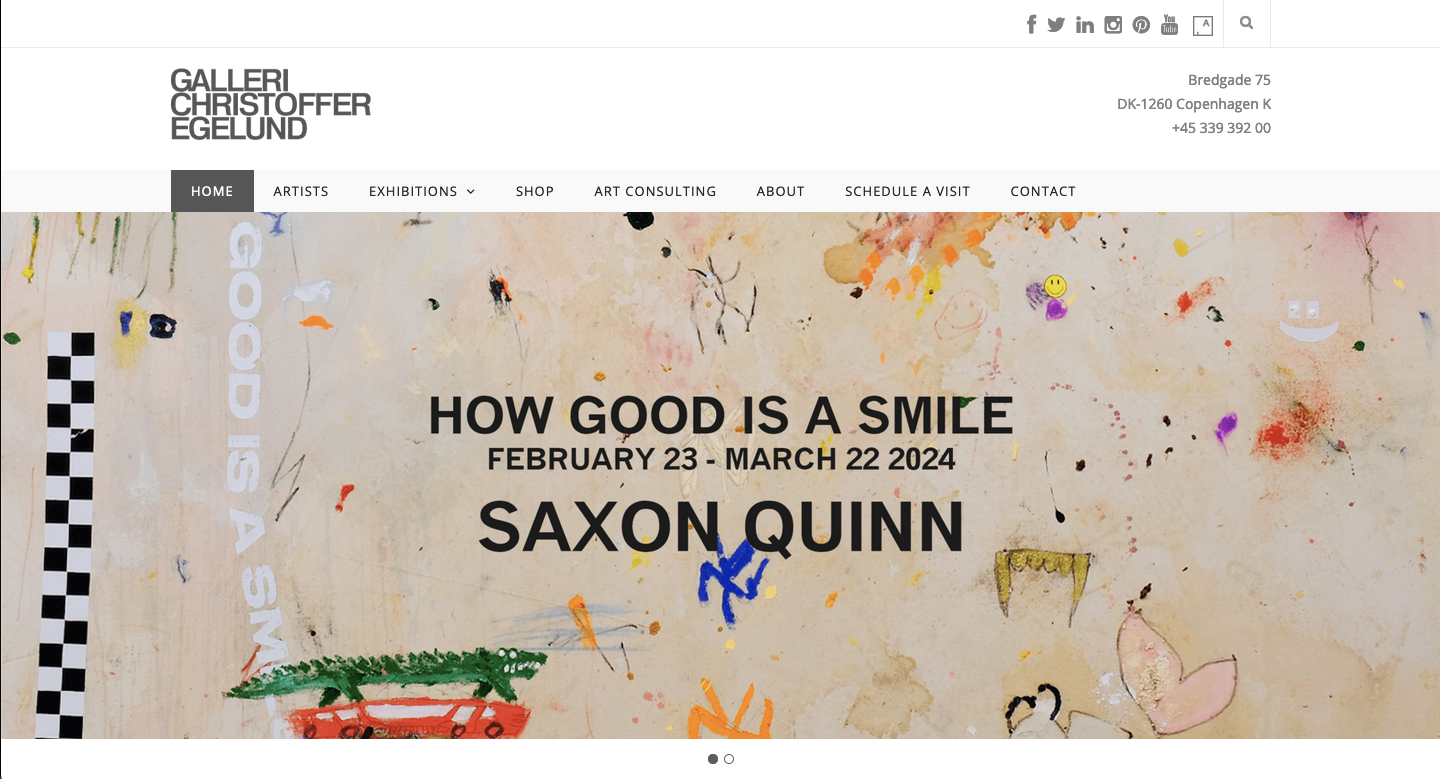 GALLERI
CHRISTOFFER
EGELUND
Bredgade 75
DK-1260 Copenhagen K
+45 339 392 00
HOME
ARTISTS
EXHIBITIONS
SHOP
ART CONSULTING
ABOUT
SCHEDULE A VISIT
CONTACT
GOOD IS A SM
HOW GOOD IS A SMILE
FEBRUARY 23 - MARCH 22 2024
SAXON QUINN